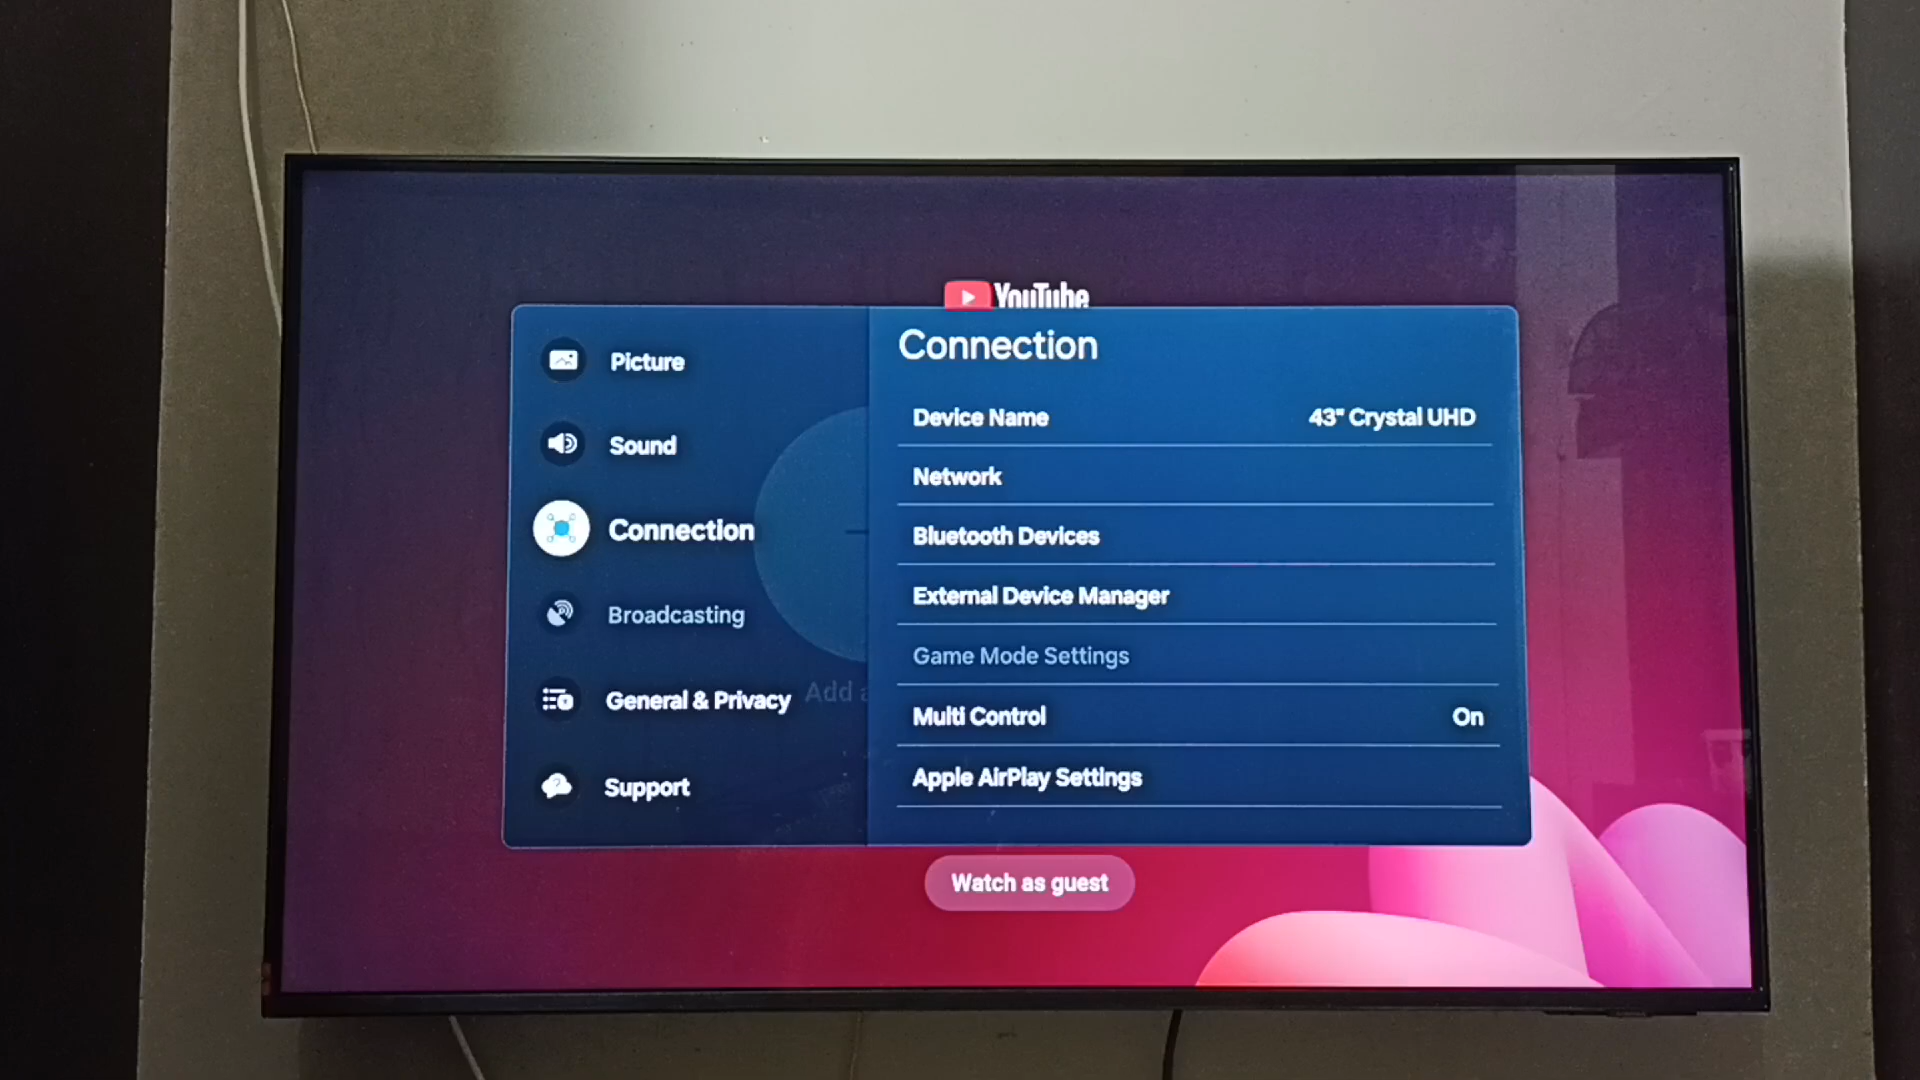 YouTube
Picture
Sound
Connection
Broadcasting
General & Privacy
Support
Add a
Connection
Device Name 43" Crystal UHD
Network
Bluetooth Devices
External Device Manager
Game Mode Settings
Multi Control On
Apple AirPlay Settings
Watch as guest